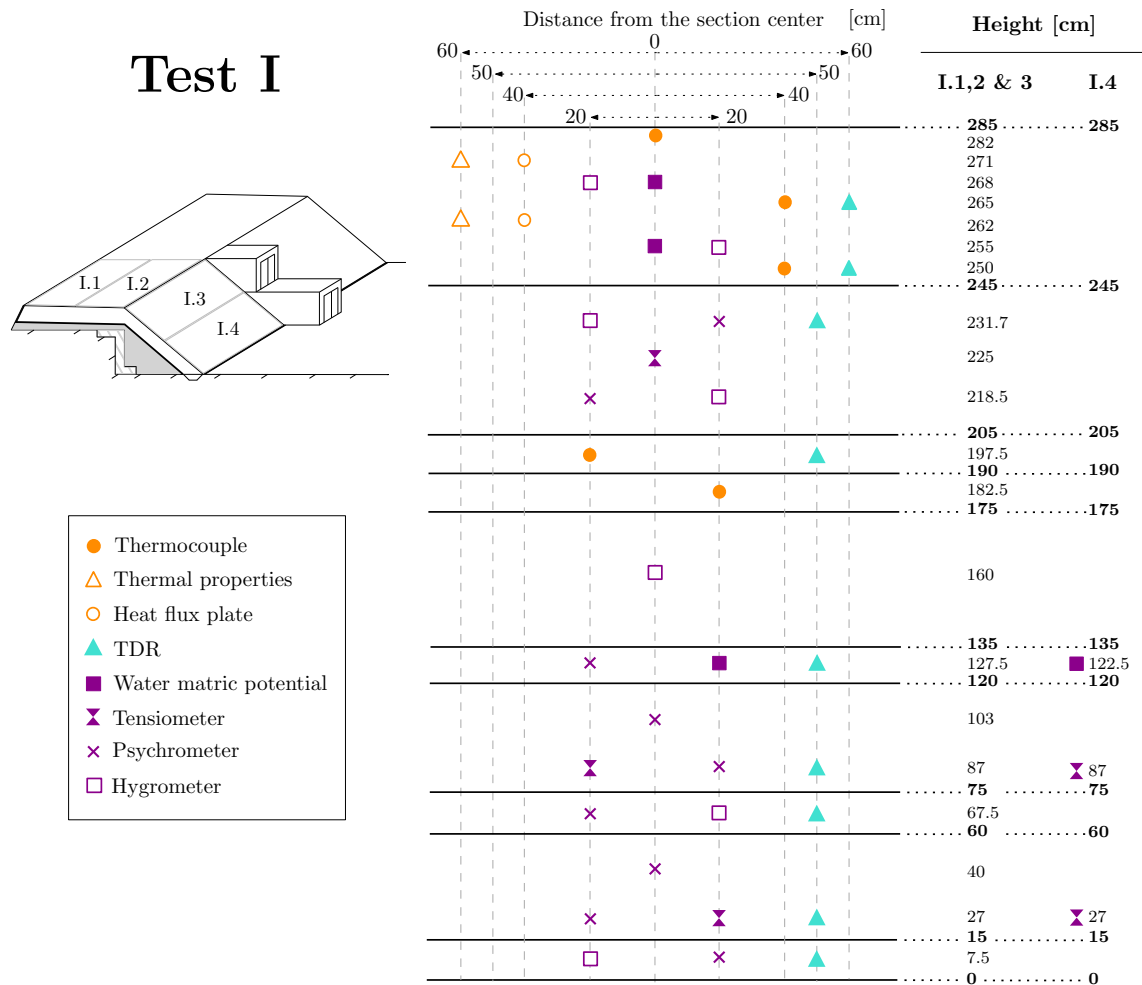 Test I
Distance from the section center [cm]
0
60 60
50 50
40 40
20 20
Height [cm]
I.1,2 & 3 I.4
285 285
282
271
268
265
262
255
250
245 245
231.7
225
218.5
205 205
197.5
190 190
182.5
175 175
160
135 135
127.5 122.5
120 120
103
87 87
75 75
67.5
60 60
40
27 27
15 15
7.5
0 0
I.1
I.2
I.3
I.4
Thermocouple
Thermal properties
Heat flux plate
TDR
Water matric potential
Tensiometer
Psychrometer
Hygrometer